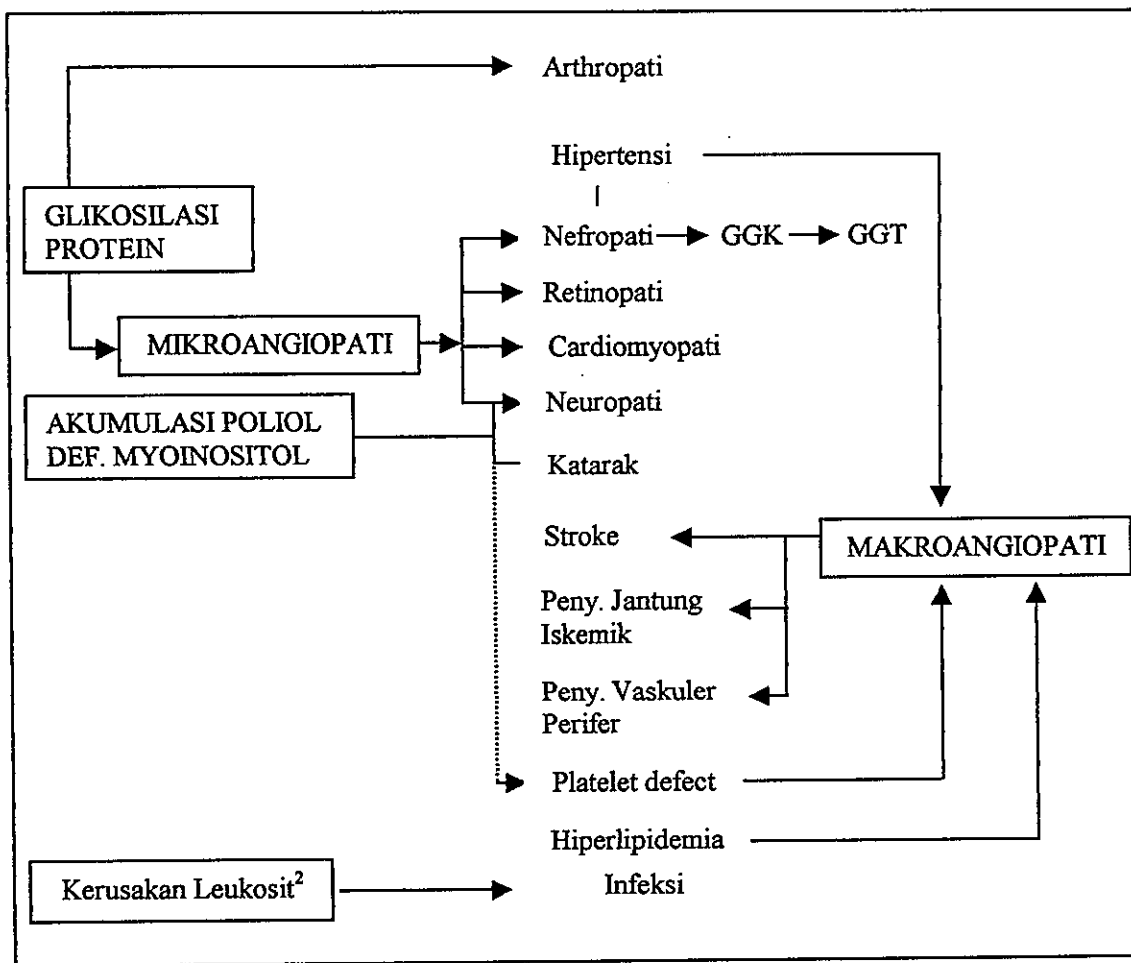 Arthropati
Hipertensi
GLIKOSILASI
PROTEIN
Nefropati
GGK
GGT
Retinopati
MIKROANGIOPATI
Cardiomyopati
AKUMULASI POLIOL
DEF. MYOINOSITOL
Neuropati
Katarak
Stroke
MAKROANGIOPATI
Peny. Jantung
Iskemik
Peny. Vaskuler
Perifer
Platelet defect
Hiperlipidemia
Kerusakan Leukosit²
Infeksi